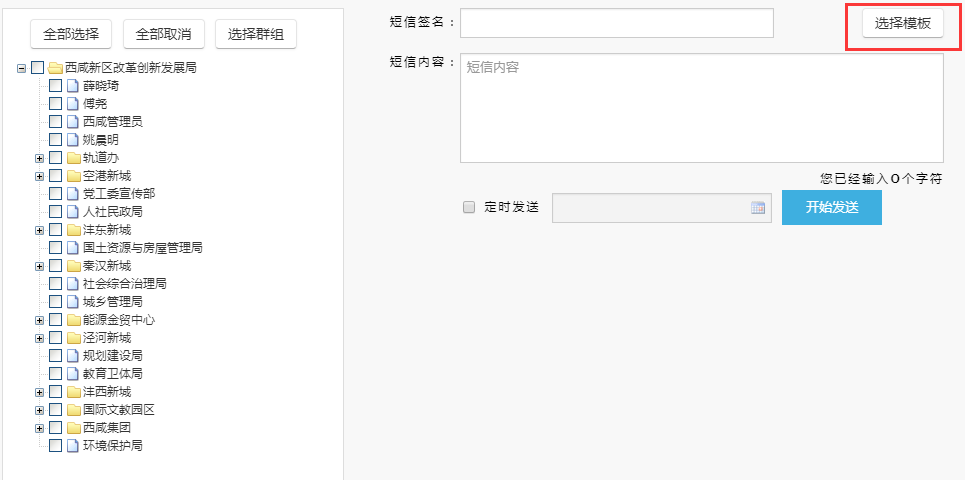 全部选择 全部取消 选择群组
西咸新区改革创新发展局
薛晓琦
傅尧
西咸管理员
姚晨明
轨道办
空港新城
党工委宣传部
人社民政局
沣东新城
国土资源与房屋管理局
秦汉新城
社会综合治理局
城乡管理局
能源金贸中心
泾河新城
规划建设局
教育卫体局
沣西新城
国际文教园区
西咸集团
环境保护局
短信签名： 选择模板
短信内容： 短信内容
您已经输入0个字符
定时发送 开始发送